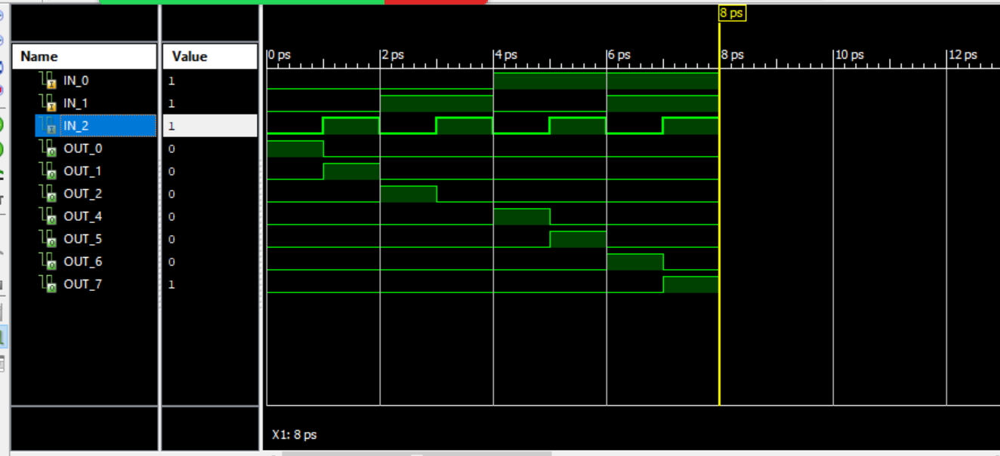 8 ps
Name Value
0 ps 2 ps 4 ps 6 ps 8 ps 10 ps 12 ps
IN_0 1
IN_1 1
IN_2 1
OUT_0 0
OUT_1 0
OUT_2 0
OUT_4 0
OUT_5 0
OUT_6 0
OUT_7 1
X1: 8 ps